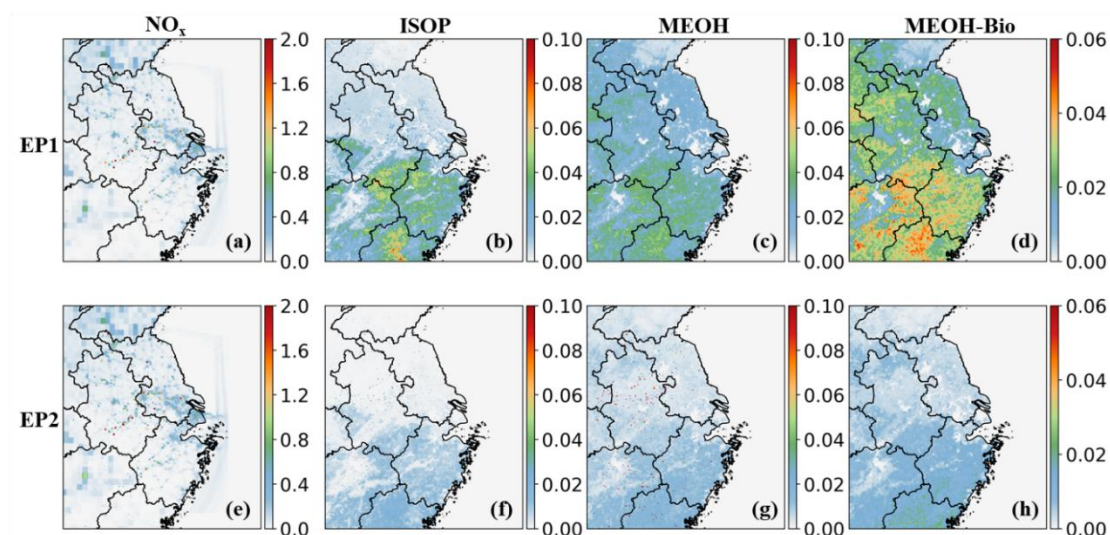 NOx ISOP MEOH MEOH-Bio
EP1
2.0 0.10 0.10 0.06
1.6 0.08 0.08
1.2 0.06 0.06 0.04
0.8 0.04 0.04
0.4 0.02 0.02 0.02
0.0 0.00 0.00 0.00
(a) (b) (c) (d)
EP2
2.0 0.10 0.10 0.06
1.6 0.08 0.08
1.2 0.06 0.06 0.04
0.8 0.04 0.04
0.4 0.02 0.02 0.02
0.0 0.00 0.00 0.00
(e) (f) (g) (h)